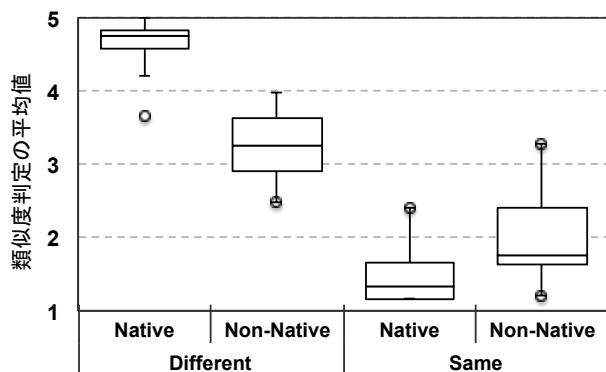 類似度判定の平均値
5
4
3
2
1
Native Non-Native Native Non-Native
Different Same